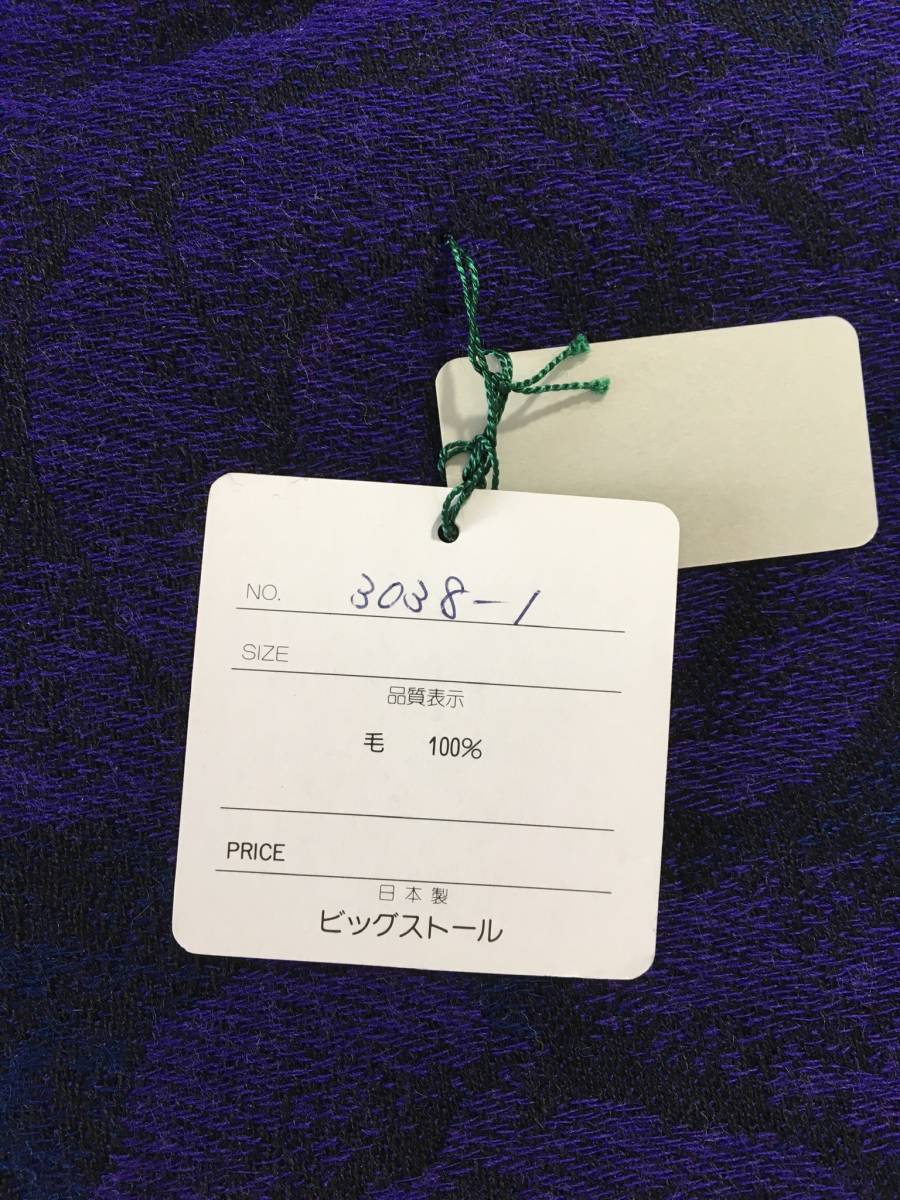 NO. 3038-1
SIZE
品質表示
毛 100%
PRICE
日本製
ビッグストール